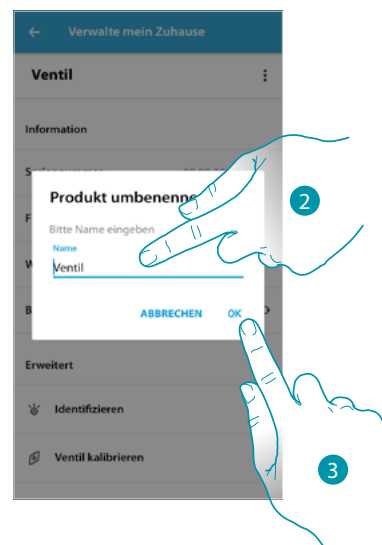 Verwalte mein Zuhause
Ventil
Information
Produkt umbenennen
Bitte Name eingeben
Name
Ventil
ABBRECHEN OK
Erweitert
Identifizieren
Ventil kalibrieren
2
3